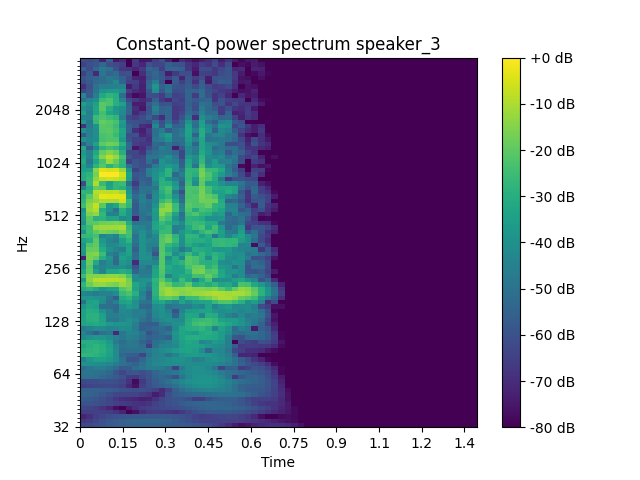 Constant-Q power spectrum speaker_3
Hz
2048
1024
512
256
128
64
32
0 0.15 0.3 0.45 0.6 0.75 0.9 1.1 1.2 1.4
Time
+0 dB
-10 dB
-20 dB
-30 dB
-40 dB
-50 dB
-60 dB
-70 dB
-80 dB